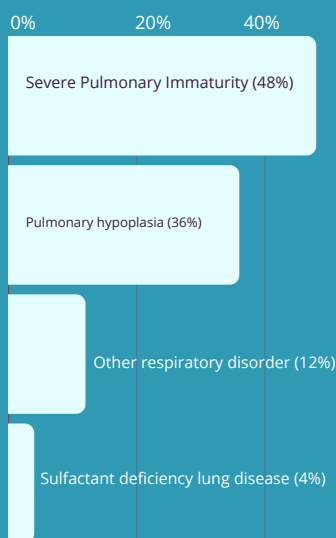 0% 20% 40%
Severe Pulmonary Immaturity (48%)
Pulmonary hypoplasia (36%)
Other respiratory disorder (12%)
Sulfactant deficiency lung disease (4%)